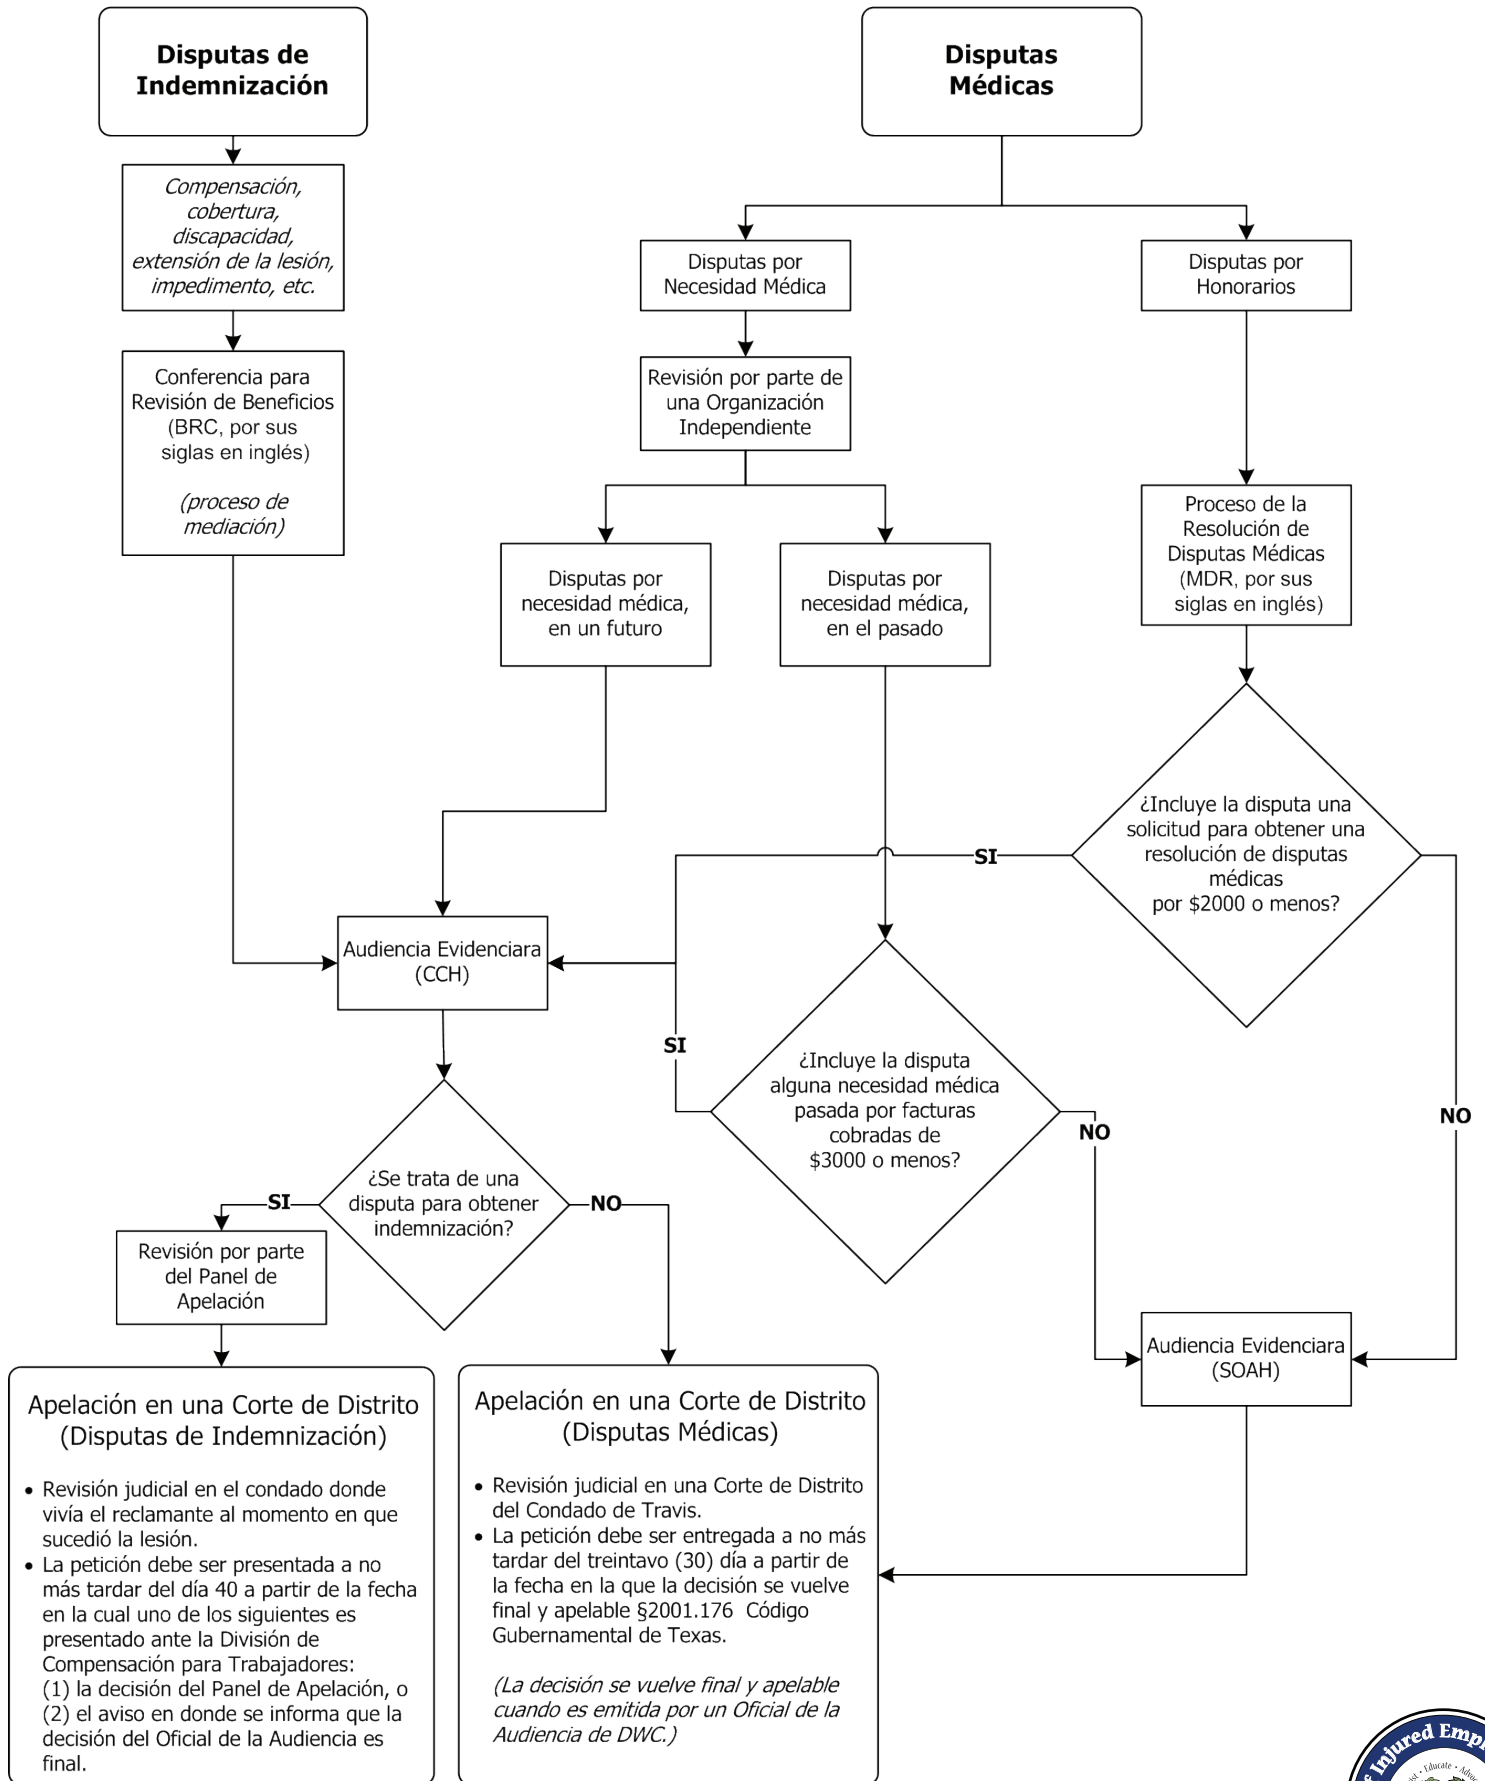 Disputas de
Indemnización
Disputas
Médicas
Compensación,
cobertura,
discapacidad,
extensión de la lesión,
impedimento, etc.
Disputas por
Necesidad Médica
Disputas por
Honorarios
Conferencia para
Revisión de Beneficios
(BRC, por sus
siglas en inglés)
(proceso de
mediación)
Revisión por parte de
una Organización
Independiente
Proceso de la
Resolución de
Disputas Médicas
(MDR, por sus
siglas en inglés)
Disputas por
necesidad médica,
en un futuro
Disputas por
necesidad médica,
en el pasado
¿Incluye la disputa una
solicitud para obtener una
resolución de disputas
médicas
por $2000 o menos?
SI
NO
Audiencia Evidenciara
(CCH)
¿Incluye la disputa
alguna necesidad médica
pasada por facturas
cobradas de
$3000 o menos?
SI
NO
¿Se trata de una
disputa para obtener
indemnización?
SI
NO
Revisión por parte
del Panel de
Apelación
Audiencia Evidenciara
(SOAH)
Apelación en una Corte de Distrito
(Disputas de Indemnización)
• Revisión judicial en el condado donde
vivía el reclamante al momento en que
sucedió la lesión.
• La petición debe ser presentada a no
más tardar del día 40 a partir de la fecha
en la cual uno de los siguientes es
presentado ante la División de
Compensación para Trabajadores:
(1) la decisión del Panel de Apelación, o
(2) el aviso en donde se informa que la
decisión del Oficial de la Audiencia es
final.
Apelación en una Corte de Distrito
(Disputas Médicas)
• Revisión judicial en una Corte de Distrito
del Condado de Travis.
• La petición debe ser entregada a no más
tardar del treintavo (30) día a partir de
la fecha en la que la decisión se vuelve
final y apelable §2001.176 Código
Gubernamental de Texas.
(La decisión se vuelve final y apelable
cuando es emitida por un Oficial de la
Audiencia de DWC.)
Injured Emp
Educate